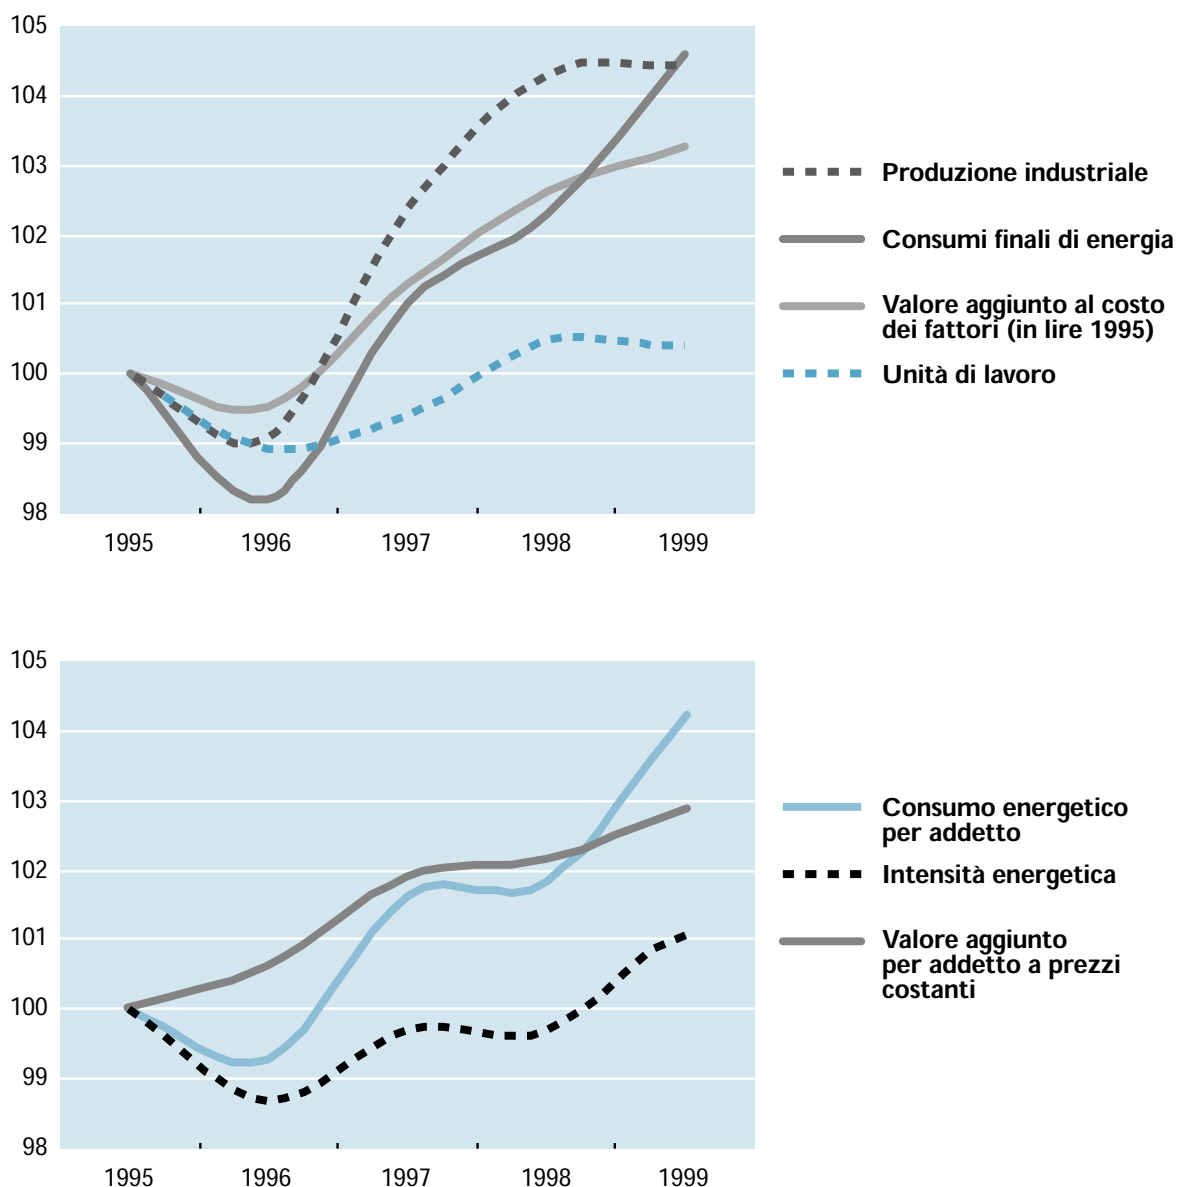 105
104
103
102
101
100
99
98
1995 1996 1997 1998 1999
Produzione industriale
Consumi finali di energia
Valore aggiunto al costo
dei fattori (in lire 1995)
Unità di lavoro
105
104
103
102
101
100
99
98
1995 1996 1997 1998 1999
Consumo energetico
per addetto
Intensità energetica
Valore aggiunto
per addetto a prezzi
costanti